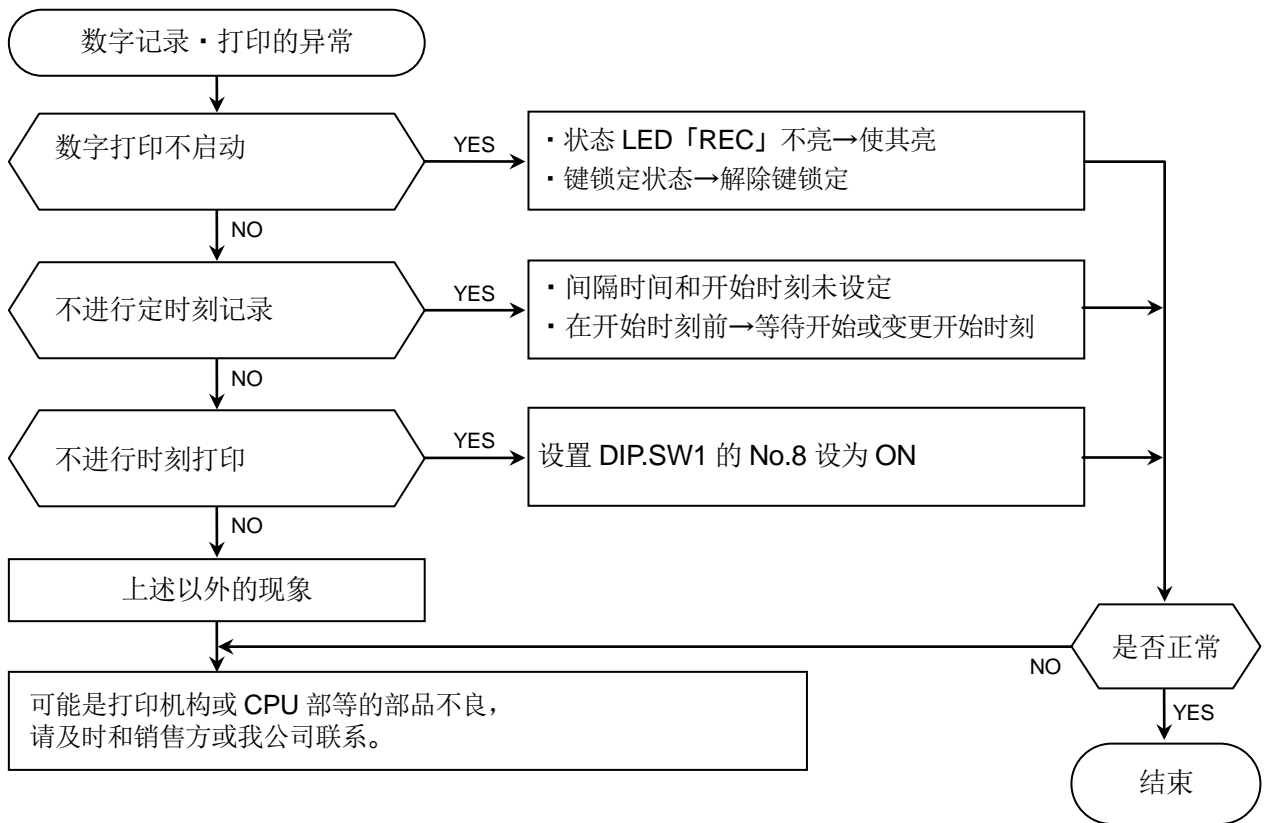 数字记录・打印的异常
数字打印不启动
YES
・状态 LED「REC」不亮→使其亮
・键锁定状态→解除键锁定
NO
不进行定时刻记录
YES
・间隔时间和开始时刻未设定
・在开始时刻前→等待开始或变更开始时刻
NO
不进行时刻打印
YES
设置 DIP.SW1 的 No.8 设为 ON
NO
上述以外的现象
是否正常
NO
可能是打印机构或 CPU 部等的部品不良，
请及时和销售方或我公司联系。
YES
结束